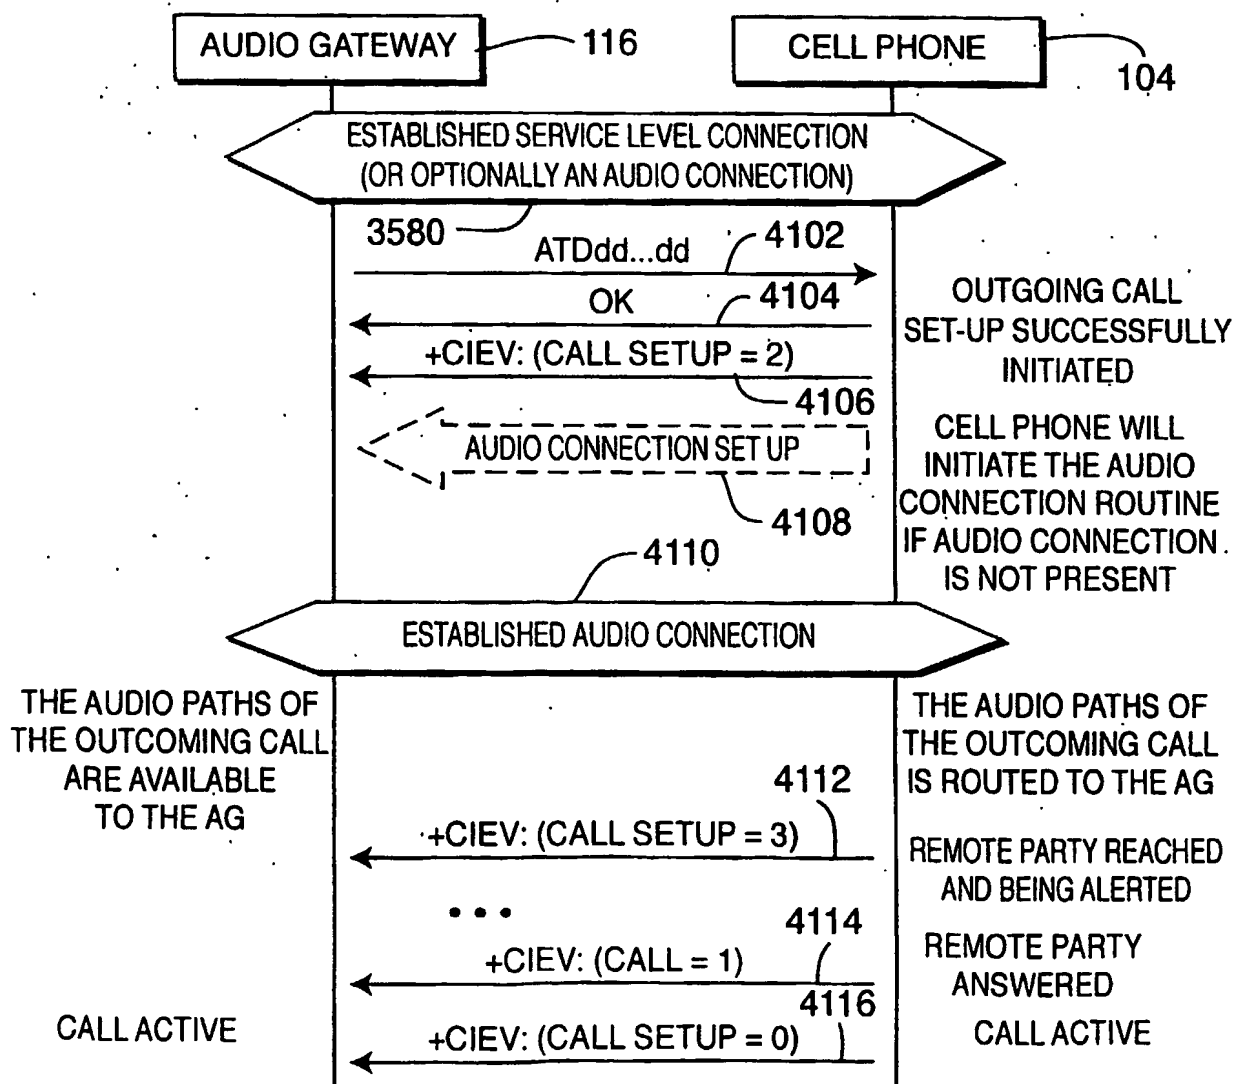 AUDIO GATEWAY
116
CELL PHONE
104
ESTABLISHED SERVICE LEVEL CONNECTION
(OR OPTIONALLY AN AUDIO CONNECTION)
3580
ATDdd...dd
4102
OK
4104
OUTGOING CALL
SET-UP SUCCESSFULLY
INITIATED
+CIEV: (CALL SETUP = 2)
4106
AUDIO CONNECTION SET UP
4108
CELL PHONE WILL
INITIATE THE AUDIO
CONNECTION ROUTINE
IF AUDIO CONNECTION
IS NOT PRESENT
4110
ESTABLISHED AUDIO CONNECTION
THE AUDIO PATHS OF
THE OUTCOMING CALL
ARE AVAILABLE
TO THE AG
THE AUDIO PATHS OF
THE OUTCOMING CALL
IS ROUTED TO THE AG
4112
+CIEV: (CALL SETUP = 3)
REMOTE PARTY REACHED
AND BEING ALERTED
•••
4114
+CIEV: (CALL = 1)
REMOTE PARTY
ANSWERED
4116
CALL ACTIVE
+CIEV: (CALL SETUP = 0)
CALL ACTIVE